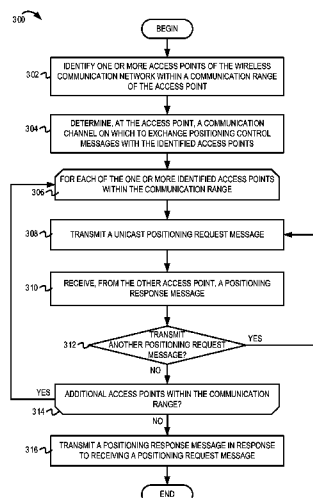 300
BEGIN
302
IDENTIFY ONE OR MORE ACCESS POINTS OF THE WIRELESS
COMMUNICATION NETWORK WITHIN A COMMUNICATION RANGE
OF THE ACCESS POINT
304
DETERMINE, AT THE ACCESS POINT, A COMMUNICATION
CHANNEL ON WHICH TO EXCHANGE POSITIONING CONTROL
MESSAGES WITH THE IDENTIFIED ACCESS POINTS
FOR EACH OF THE ONE OR MORE IDENTIFIED ACCESS POINTS
WITHIN THE COMMUNICATION RANGE
306
308
TRANSMIT A UNICAST POSITIONING REQUEST MESSAGE
310
RECEIVE, FROM THE OTHER ACCESS POINT, A POSITIONING
RESPONSE MESSAGE
312
TRANSMIT
ANOTHER POSITIONING REQUEST
MESSAGE?
YES
NO
YES
ADDITIONAL ACCESS POINTS WITHIN THE COMMUNICATION
RANGE?
314
NO
316
TRANSMIT A POSITIONING RESPONSE MESSAGE IN RESPONSE
TO RECEIVING A POSITIONING REQUEST MESSAGE
END